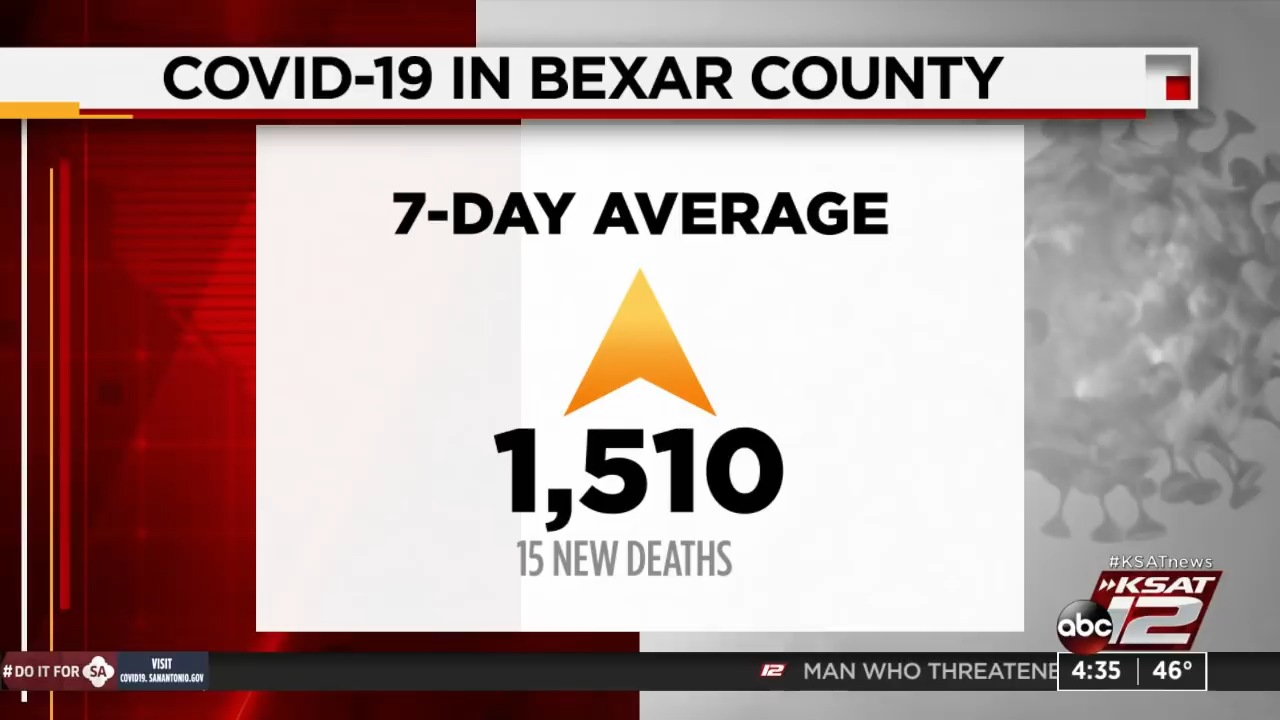 COVID-19 IN BEXAR COUNTY
7-DAY AVERAGE
1,510
15 NEW DEATHS
#KSATnews
KSAT
abc 12
#DO IT FOR SA
VISIT
COVID19.SANANTONIO.GOV
12 MAN WHO THREATENE
4:35 46°